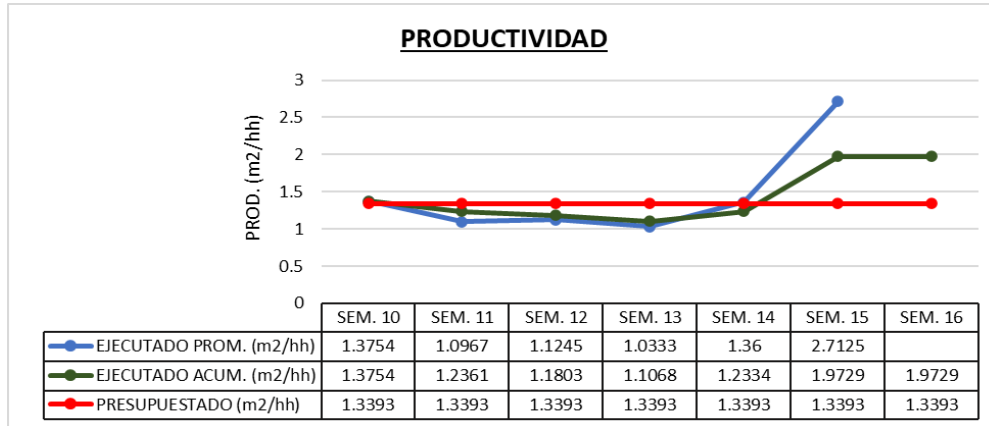 PRODUCTIVIDAD
PROD. (m2/hh)
3
2.5
2
1.5
1
0.5
0
SEM. 10 SEM. 11 SEM. 12 SEM. 13 SEM. 14 SEM. 15 SEM. 16
EJECUTADO PROM. (m2/hh) 1.3754 1.0967 1.1245 1.0333 1.36 2.7125
EJECUTADO ACUM. (m2/hh) 1.3754 1.2361 1.1803 1.1068 1.2334 1.9729 1.9729
PRESUPUESTADO (m2/hh) 1.3393 1.3393 1.3393 1.3393 1.3393 1.3393 1.3393